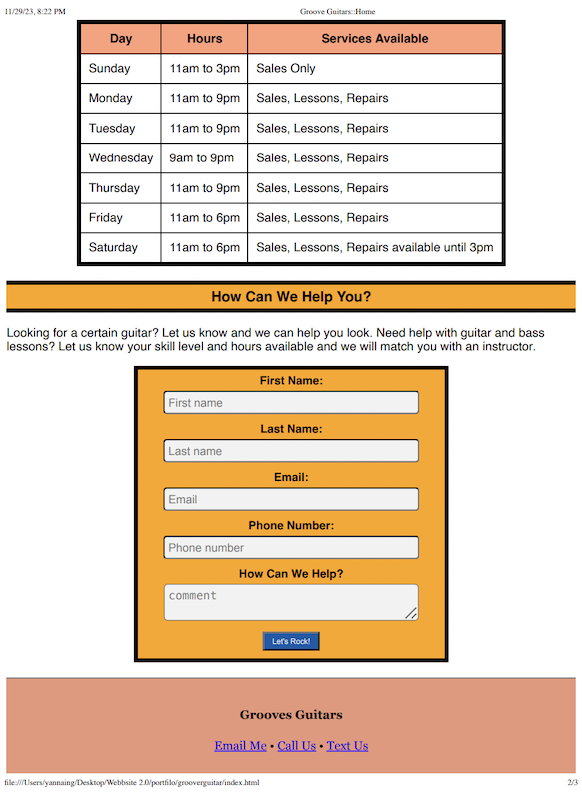 11/29/23, 8:22 PM Groove Guitars::Home
Day Hours Services Available
Sunday 11am to 3pm Sales Only
Monday 11am to 9pm Sales, Lessons, Repairs
Tuesday 11am to 9pm Sales, Lessons, Repairs
Wednesday 9am to 9pm Sales, Lessons, Repairs
Thursday 11am to 9pm Sales, Lessons, Repairs
Friday 11am to 6pm Sales, Lessons, Repairs
Saturday 11am to 6pm Sales, Lessons, Repairs available until 3pm
How Can We Help You?
Looking for a certain guitar? Let us know and we can help you look. Need help with guitar and bass
lessons? Let us know your skill level and hours available and we will match you with an instructor.
First Name:
First name
Last Name:
Last name
Email:
Email
Phone Number:
Phone number
How Can We Help?
comment
Let's Rock!
Grooves Guitars
Email Me • Call Us • Text Us
file:///Users/yannaing/Desktop/Webbsite 2.0/portfilo/grooverguitar/index.html 2/3